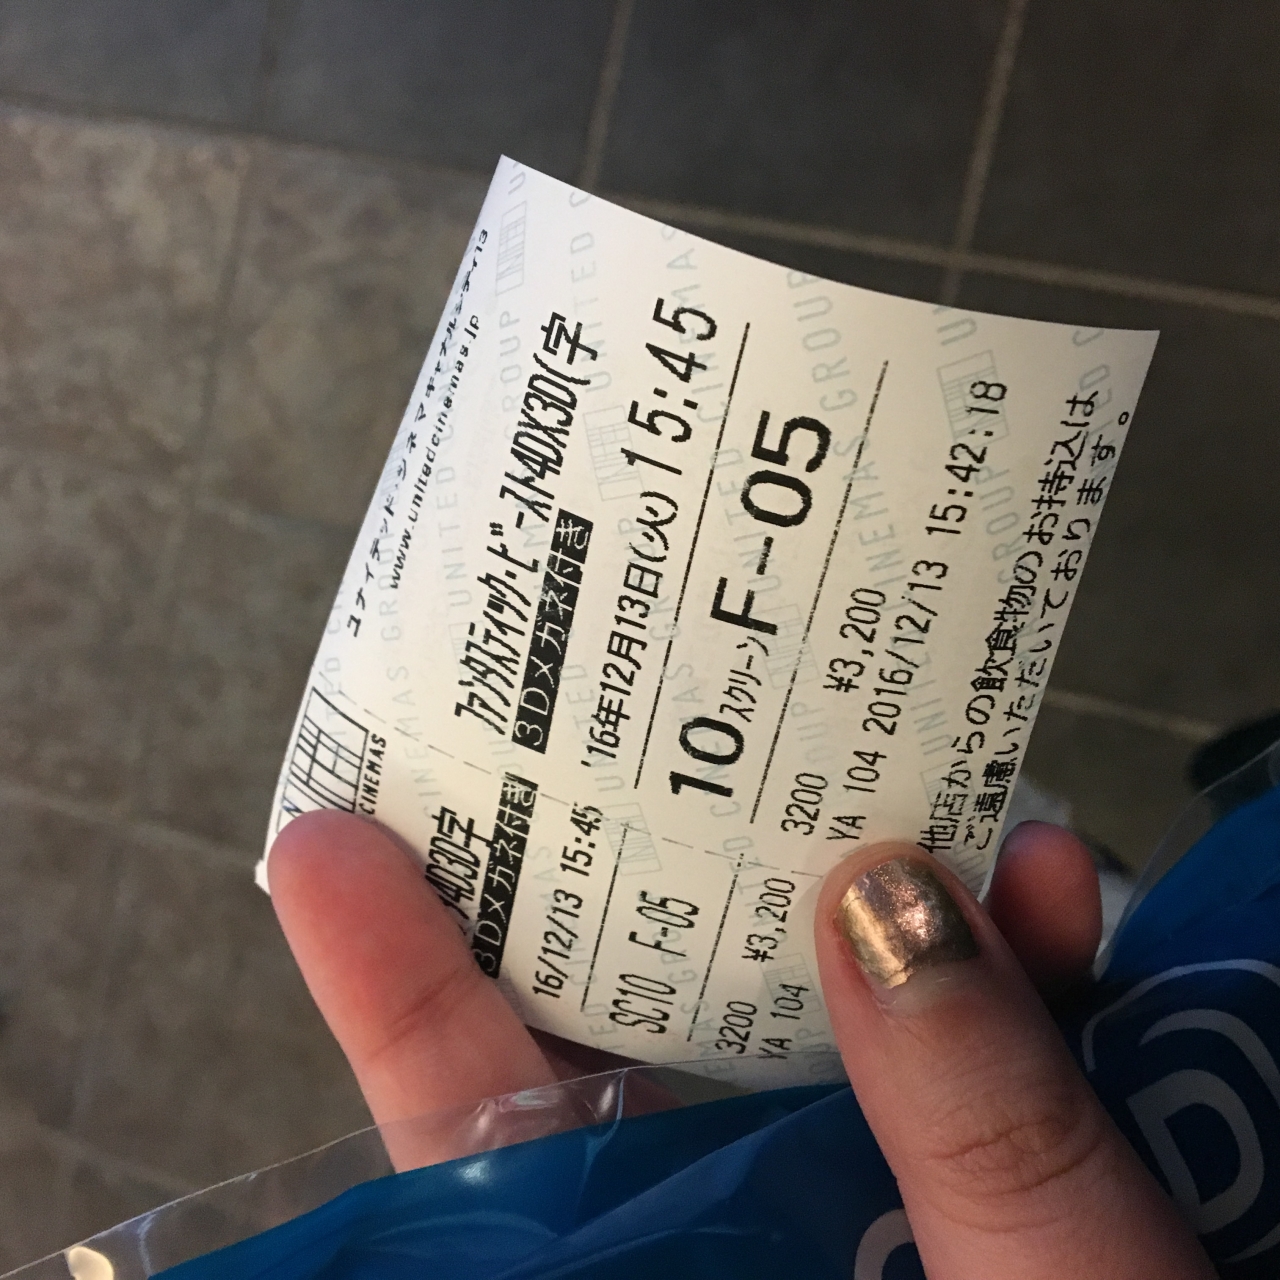 ユナイテッド・シネマキャナルシティ13
www.unitedcinemas.jp
CINEMAS
ファンタスティック・ビースト4DX3D(字
3Dメガネ付き
'16年12月13日(火) 15:45
10スクリーン F-05
3200 ¥3,200
YA 104 2016/12/13 15:42:18
他店からの飲食物のお持込は
ご遠慮いただいております。
4D3D字
3Dメガネ付き
16/12/13 15:45
SC10 F-05
3200 ¥3,200
YA 104
UNITED CINEMAS GROUP
D